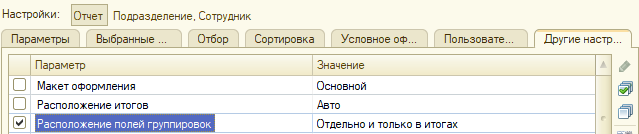 Настройки: Отчет Подразделение, Сотрудник
Параметры Выбранные ... Отбор Сортировка Условное оф... Пользовате... Другие настр...
Параметр Значение
Макет оформления Основной
Расположение итогов Авто
Расположение полей группировок Отдельно и только в итогах